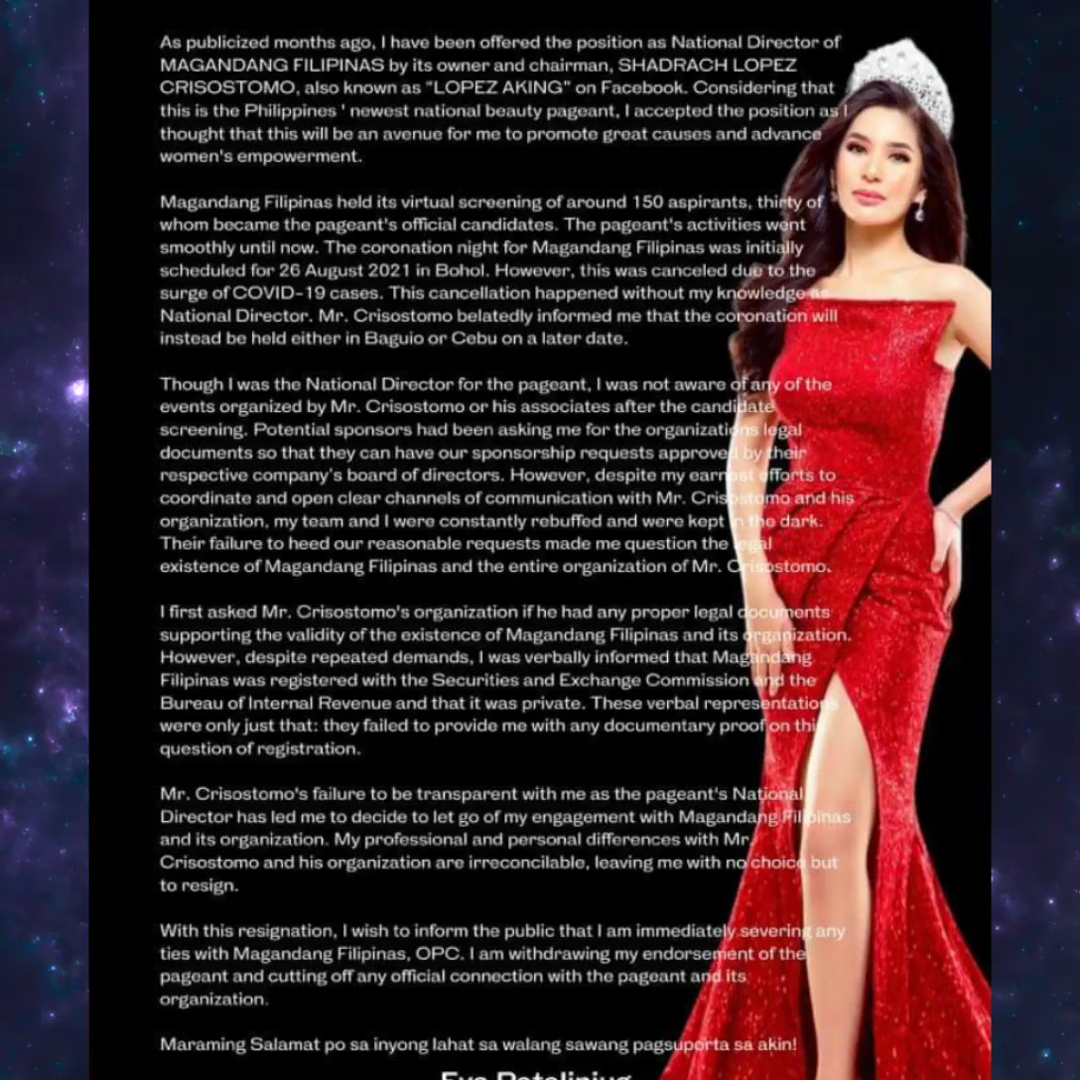 As publicized months ago, I have been offered the position as National Director of
MAGANDANG FILIPINAS by its owner and chairman, SHADRACH LOPEZ
CRISOSTOMO, also known as "LOPEZ AKING" on Facebook. Considering that
this is the Philippines ' newest national beauty pageant, I accepted the position as I
thought that this will be an avenue for me to promote great causes and advance
women's empowerment.
Magandang Filipinas held its virtual screening of around 150 aspirants, thirty of
whom became the pageant's official candidates. The pageant's activities went
smoothly until now. The coronation night for Magandang Filipinas was initially
scheduled for 26 August 2021 in Bohol. However, this was canceled due to the
surge of COVID-19 cases. This cancellation happened without my knowledge as
National Director. Mr. Crisostomo belatedly informed me that the coronation will
instead be held either in Baguio or Cebu on a later date.
Though I was the National Director for the pageant, I was not aware of any of the
events organized by Mr. Crisostomo or his associates after the candidate
screening. Potential sponsors had been asking me for the organizations legal
documents so that they can have our sponsorship requests approved by their
respective company's board of directors. However, despite my earnest efforts to
coordinate and open clear channels of communication with Mr. Crisostomo and his
organization, my team and I were constantly rebuffed and were kept in the dark.
Their failure to heed our reasonable requests made me question the legal
existence of Magandang Filipinas and the entire organization of Mr. Crisostomo.
I first asked Mr. Crisostomo's organization if he had any proper legal documents
supporting the validity of the existence of Magandang Filipinas and its organization.
However, despite repeated demands, I was verbally informed that Magandang
Filipinas was registered with the Securities and Exchange Commission and the
Bureau of Internal Revenue and that it was private. These verbal representations
were only just that: they failed to provide me with any documentary proof on this
question of registration.
Mr. Crisostomo's failure to be transparent with me as the pageant's National
Director has led me to decide to let go of my engagement with Magandang Filipinas
and its organization. My professional and personal differences with Mr.
Crisostomo and his organization are irreconcilable, leaving me with no choice but
to resign.
With this resignation, I wish to inform the public that I am immediately severing any
ties with Magandang Filipinas, OPC. I am withdrawing my endorsement of the
pageant and cutting off any official connection with the pageant and its
organization.
Maraming Salamat po sa inyong lahat sa walang sawang pagsuporta sa akin!